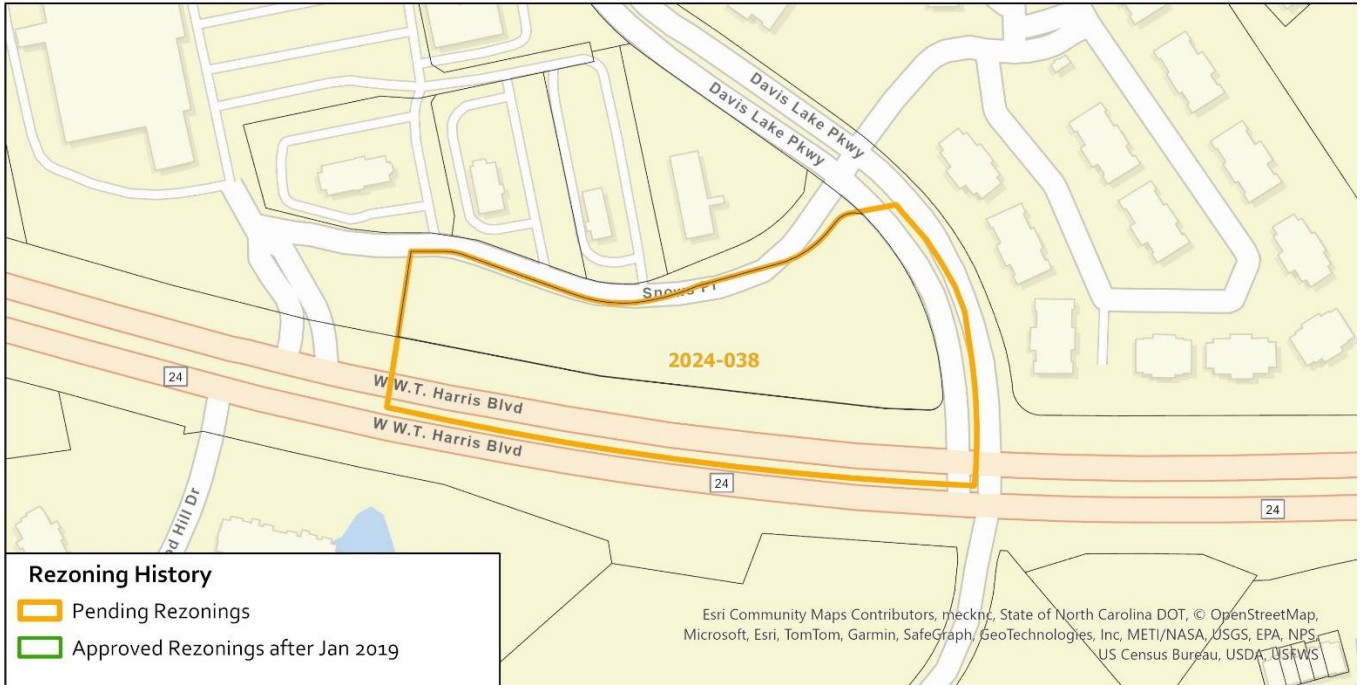 Davis Lake Pkwy
Davis Lake Pkwy
2024-038
24
W W.T. Harris Blvd
W W.T. Harris Blvd
24
24
Hill Dr
Rezoning History
Pending Rezonings
Approved Rezonings after Jan 2019
Esri Community Maps Contributors, mecknc, State of North Carolina DOT, © OpenStreetMap,
Microsoft, Esri, TomTom, Garmin, SafeGraph, GeoTechnologies, Inc, METI/NASA, USGS, EPA, NPS,
US Census Bureau, USDA, USFWS